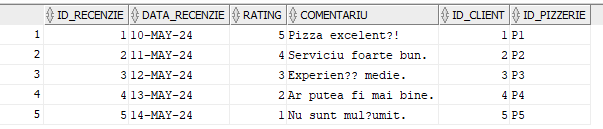 ID_RECENZIE DATA_RECENZIE RATING COMENTARIU ID_CLIENT ID_PIZZERIE
1 1 10-MAY-24 5 Pizza excelent?! 1 P1
2 2 11-MAY-24 4 Serviciu foarte bun. 2 P2
3 3 12-MAY-24 3 Experien?? medie. 3 P3
4 4 13-MAY-24 2 Ar putea fi mai bine. 4 P4
5 5 14-MAY-24 1 Nu sunt mul?umit. 5 P5